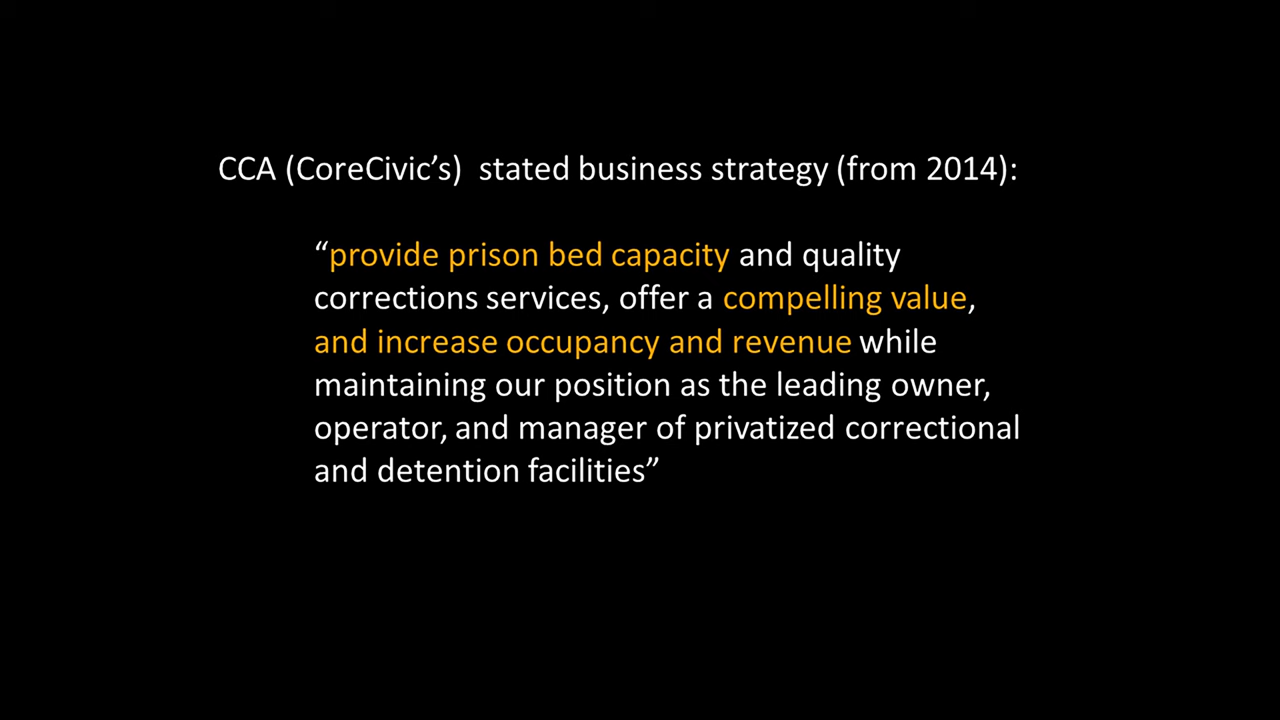 CCA (CoreCivic’s)  stated business strategy (from 2014):
“provide prison bed capacity and quality
corrections services, offer a compelling value,
and increase occupancy and revenue while
maintaining our position as the leading owner,
operator, and manager of privatized correctional
and detention facilities”